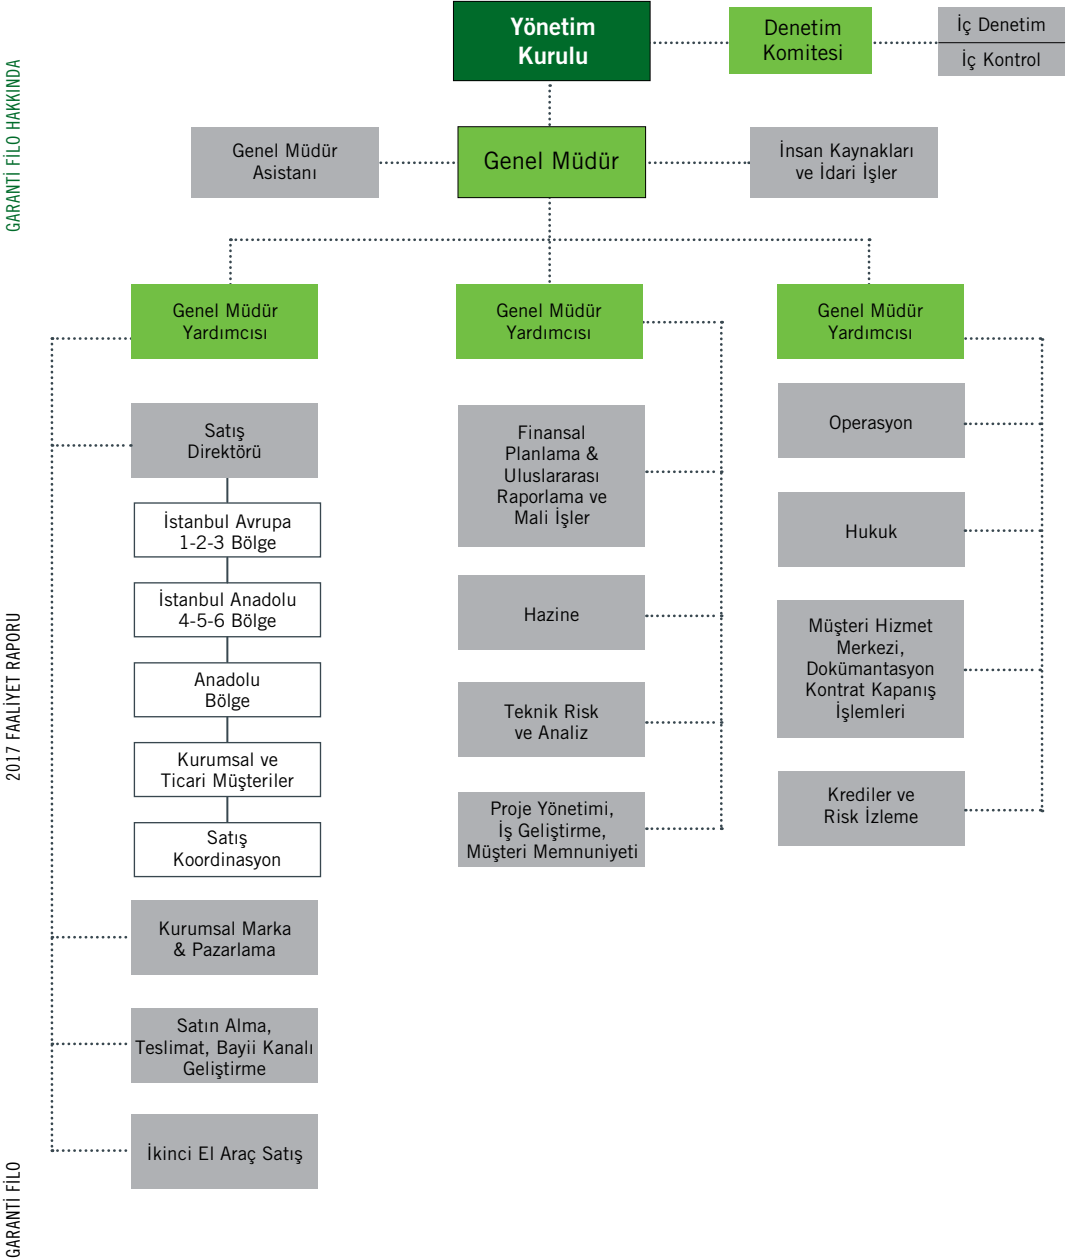 Yönetim
Kurulu
Denetim
Komitesi
İç Denetim
İç Kontrol
Genel Müdür
Asistanı
Genel Müdür
İnsan Kaynakları
ve İdari İşler
Genel Müdür
Yardımcısı
Satış
Direktörü
İstanbul Avrupa
1-2-3 Bölge
İstanbul Anadolu
4-5-6 Bölge
Anadolu
Bölge
Kurumsal ve
Ticari Müşteriler
Satış
Koordinasyon
Kurumsal Marka
& Pazarlama
Satın Alma,
Teslimat, Bayii Kanalı
Geliştirme
İkinci El Araç Satış
Genel Müdür
Yardımcısı
Finansal
Planlama &
Uluslararası
Raporlama ve
Mali İşler
Hazine
Teknik Risk
ve Analiz
Proje Yönetimi,
İş Geliştirme,
Müşteri Memnuniyeti
Genel Müdür
Yardımcısı
Operasyon
Hukuk
Müşteri Hizmet
Merkezi,
Dokümantasyon
Kontrat Kapanış
İşlemleri
Krediler ve
Risk İzleme
GARANTİ FİLO HAKKINDA
2017 FAALİYET RAPORU
GARANTİ FİLO